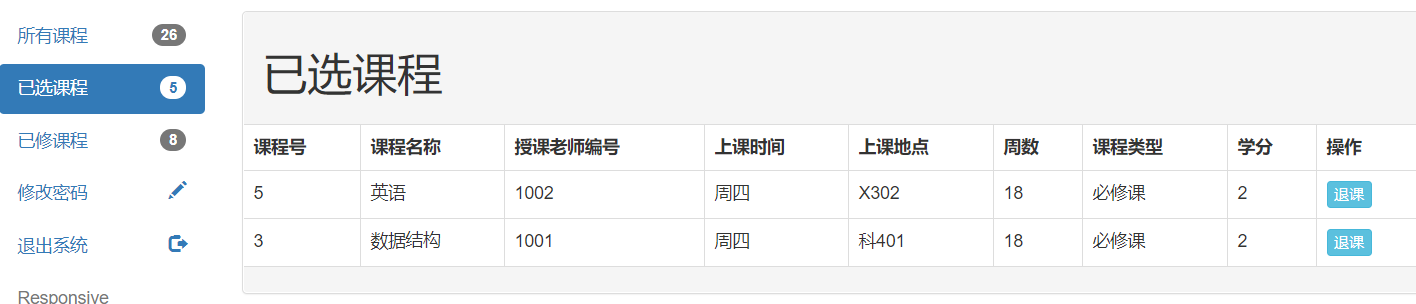 所有课程 26
已选课程 5
已修课程 8
修改密码
退出系统
Responsive
已选课程
课程号 课程名称 授课老师编号 上课时间 上课地点 周数 课程类型 学分 操作
5 英语 1002 周四 X302 18 必修课 2 退课
3 数据结构 1001 周四 科401 18 必修课 2 退课